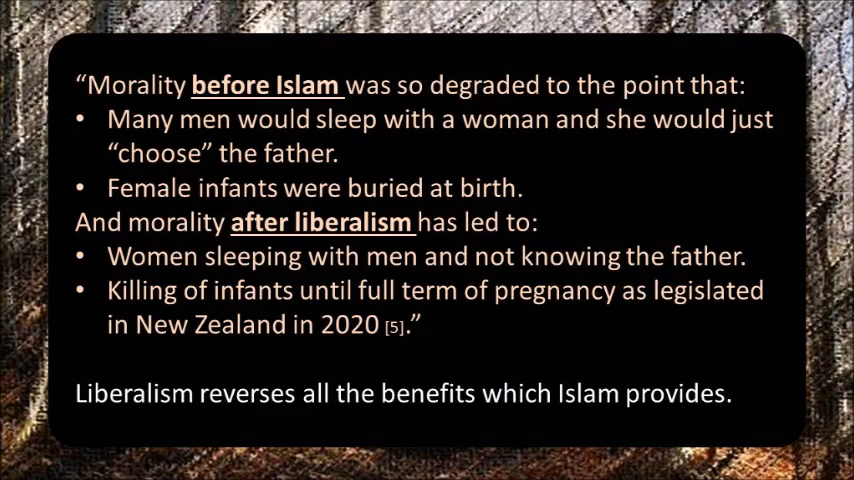 “Morality before Islam was so degraded to the point that:
• Many men would sleep with a woman and she would just
“choose” the father.
• Female infants were buried at birth.
And morality after liberalism has led to:
• Women sleeping with men and not knowing the father.
• Killing of infants until full term of pregnancy as legislated
in New Zealand in 2020 [5].”
Liberalism reverses all the benefits which Islam provides.